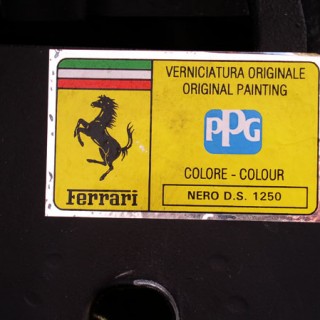 VERNICIATURA ORIGINALE
ORIGINAL PAINTING
PPG
COLORE - COLOUR
NERO D.S. 1250
Ferrari